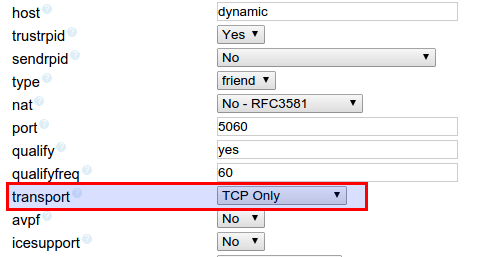 host dynamic
trustrpid Yes
sendrpid No
type friend
nat No - RFC3581
port 5060
qualify yes
qualifyfreq 60
transport TCP Only
avpf No
icesupport No